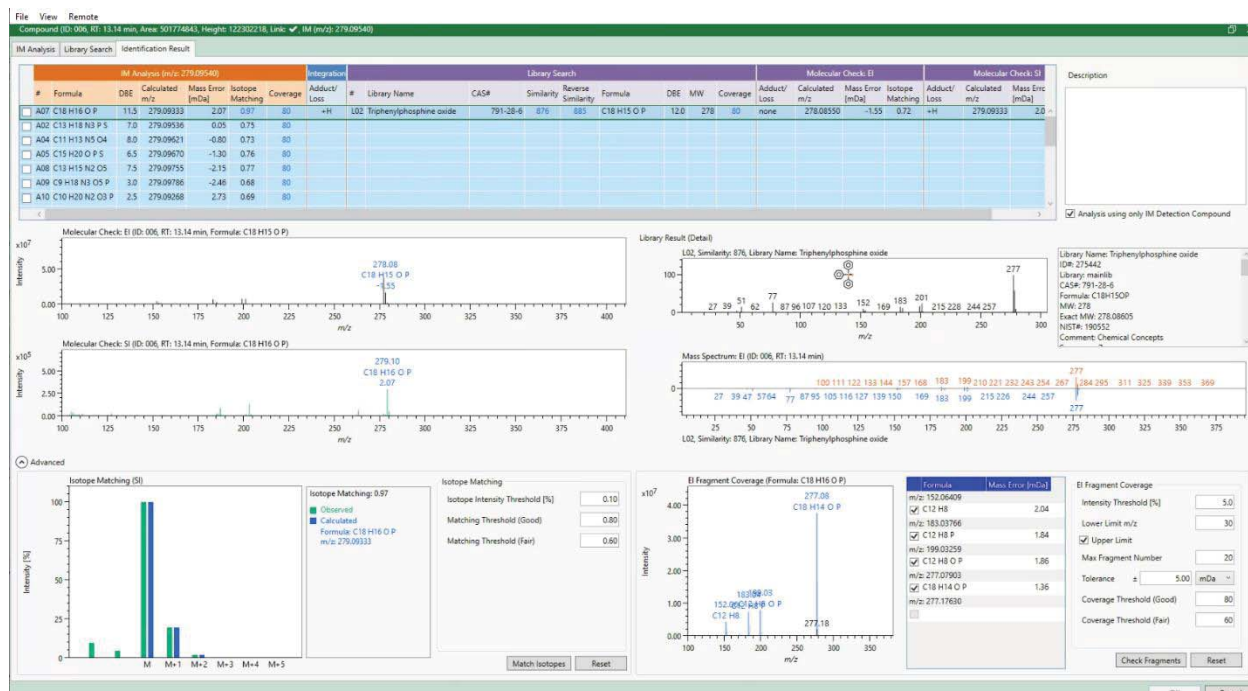 File View Remote
Compound (ID: 006, RT: 13.14 min, Area: 501774843, Height: 122302218, Link: ✔, IM (m/z): 279.09540)
IM Analysis Library Search Identification Result
IM Analysis (m/z: 279.09540) Integration Library Search Molecular Check: EI Molecular Check: SI
# Formula DBE Calculated m/z Mass Error [mDa] Isotope Matching Coverage Adduct/Loss # Library Name CAS# Similarity Reverse Similarity Formula DBE MW Coverage Adduct/Loss Calculated m/z Mass Error [mDa] Isotope Matching Adduct/Loss Calculated m/z Mass Erro [mDa]
A07 C18 H16 O P 11.5 279.09333 2.07 0.97 80 +H L02 Triphenylphosphine oxide 791-28-6 876 885 C18 H15 O P 12.0 278 80 none 278.08550 -1.55 0.72 +H 279.09333 2.0
A02 C13 H18 N3 P S 7.0 279.09536 0.05 0.75 80
A04 C11 H13 N5 O4 8.0 279.09620 -0.80 0.73 80
A05 C15 H20 O P S 6.5 279.09670 -1.30 0.76 80
A08 C13 H15 N2 O5 7.5 279.09755 -2.15 0.77 80
A09 C9 H18 N3 O5 P 3.0 279.09786 -2.46 0.68 80
A10 C10 H20 N2 O3 P 2.5 279.09268 2.73 0.69 80
Description
Analysis using only IM Detection Compound
Molecular Check: EI (ID: 006, RT: 13.14 min, Formula: C18 H15 O P)
x10⁷
Intensity
5.00
0.00
278.08
C18 H15 O P
-1.55
100 125 150 175 200 225 250 275 300 325 350 375 400
m/z
Molecular Check: SI (ID: 006, RT: 13.14 min, Formula: C18 H16 O P)
x10⁵
Intensity
5.00
2.50
0.00
279.10
C18 H16 O P
2.07
100 125 150 175 200 225 250 275 300 325 350 375 400
m/z
Library Result (Detail)
L02, Similarity: 876, Library Name: Triphenylphosphine oxide
100
0
27 39 51 62 77 87 96 107 120 133 152 169 183 201 215 228 244 257 277
50 100 150 200 250 300
m/z
Library Name: Triphenylphosphine oxide
ID#: 275442
Library: mainlib
CAS#: 791-28-6
Formula: C18H15OP
MW: 278
Exact MW: 278.08605
NIST#: 190552
Comment: Chemical Concepts
Mass Spectrum: EI (ID: 006, RT: 13.14 min)
277
100 111 122 133 144 157 168 183 199 210 221 232 243 254 267 284 295 311 325 339 353 369
0
27 39 47 57 64 77 87 95 105 116 127 139 150 169 183 199 215 226 244 257
277
25 50 75 100 125 150 175 200 225 250 275 300 325 350 375
L02, Similarity: 876, Library Name: Triphenylphosphine oxide
m/z
Advanced
Isotope Matching (SI)
Intensity [%]
100
75
50
25
0
M M+1 M+2 M+3 M+4 M+5
Isotope Matching: 0.97
Observed
Calculated
Formula: C18 H16 O P
m/z: 279.09333
Isotope Matching
Isotope Intensity Threshold [%] 0.10
Matching Threshold (Good) 0.80
Matching Threshold (Fair) 0.60
Match Isotopes Reset
EI Fragment Coverage (Formula: C18 H16 O P)
x10⁷
Intensity
4.00
3.00
2.00
1.00
0.00
277.08
C18 H14 O P
C12 H8
277.18
100 150 200 250 300 350
m/z
Formula Mass Error [mDa]
m/z: 152.06409
C12 H8 2.04
m/z: 183.03766
C12 H8 P 1.84
m/z: 199.03259
C12 H8 O P 1.86
m/z: 277.07903
C18 H14 O P 1.36
m/z: 277.17630
EI Fragment Coverage
Intensity Threshold [%] 5.0
Lower Limit m/z 30
Upper Limit
Max Fragment Number 20
Tolerance ± 5.00 mDa
Coverage Threshold (Good) 80
Coverage Threshold (Fair) 60
Check Fragments Reset